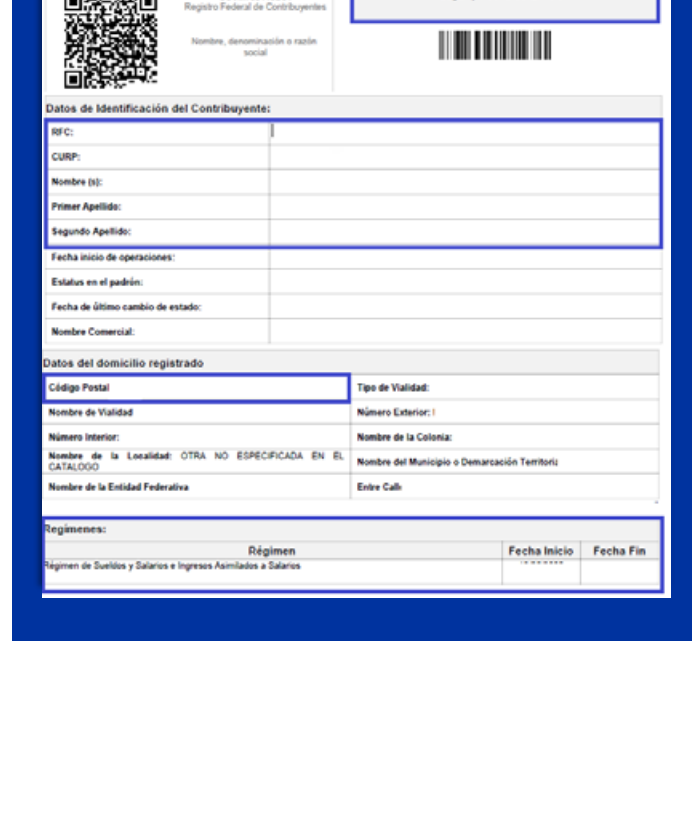 Registro Federal de Contribuyentes
Nombre, denominación o razón
social
Datos de Identificación del Contribuyente:
RFC:
CURP:
Nombre (s):
Primer Apellido:
Segundo Apellido:
Fecha inicio de operaciones:
Estatus en el padrón:
Fecha de último cambio de estado:
Nombre Comercial:
Datos del domicilio registrado
Código Postal
Tipo de Vialidad:
Nombre de Vialidad
Número Exterior:
Número Interior:
Nombre de la Colonia:
Nombre de la Localidad: OTRA NO ESPECIFICADA EN EL
CATALOGO
Nombre del Municipio o Demarcación Territoria
Nombre de la Entidad Federativa
Entre Calle
Regímenes:
Régimen Fecha Inicio Fecha Fin
Régimen de Sueldos y Salarios e Ingresos Asimilados a Salarios